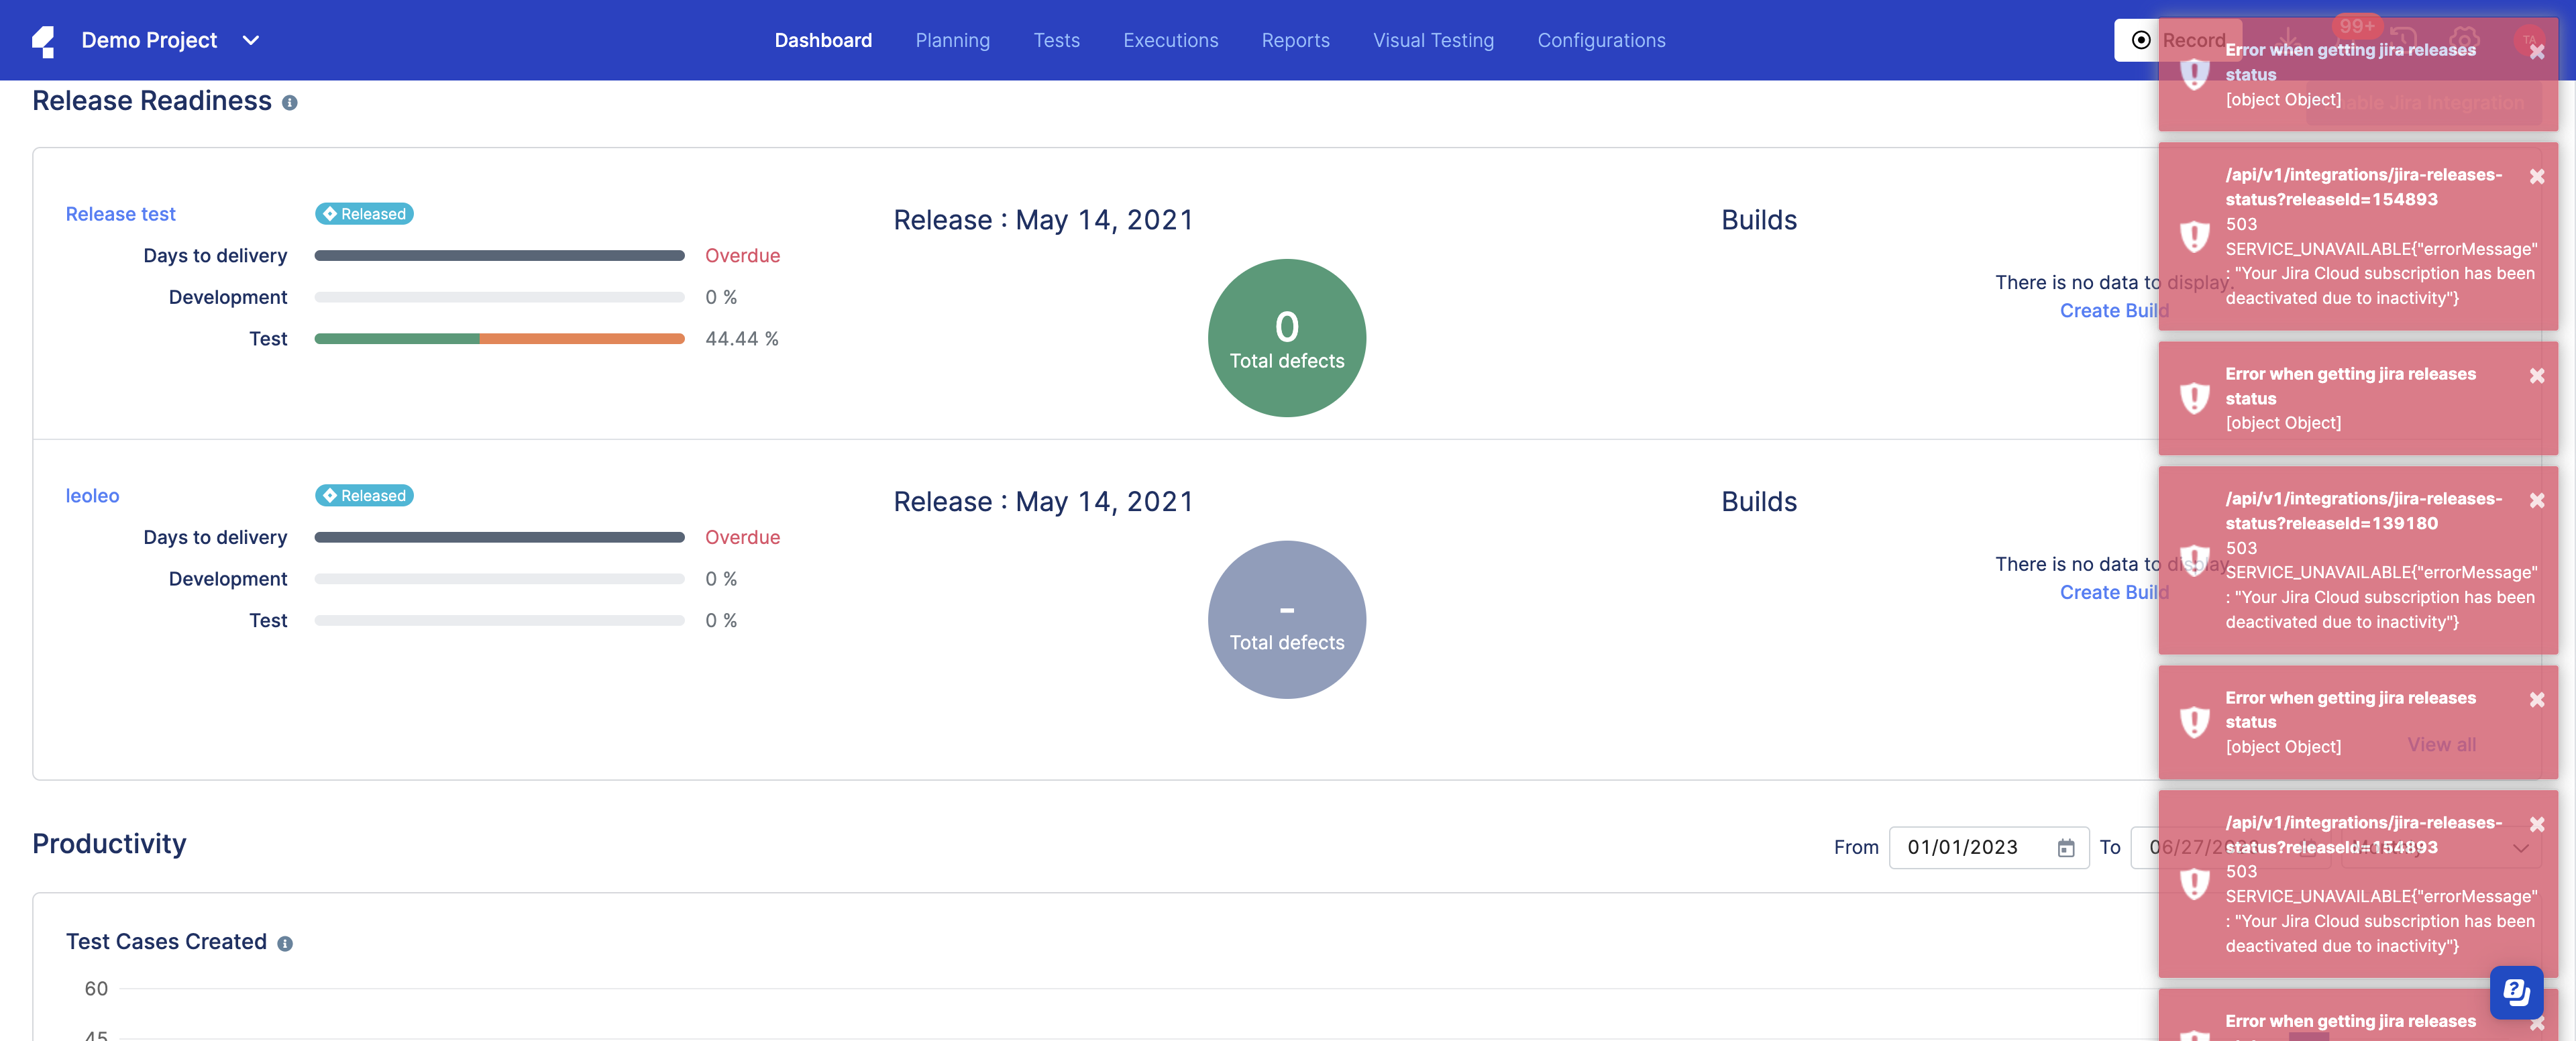 Demo Project
Dashboard
Planning
Tests
Executions
Reports
Visual Testing
Configurations
Record
99+
TA
Release Readiness
Jira Integration
Release test
Released
Days to delivery
Overdue
Development
0 %
Test
44.44 %
Release : May 14, 2021
0
Total defects
Builds
There is no data to display.
Create Build
leoleo
Released
Days to delivery
Overdue
Development
0 %
Test
0 %
Release : May 14, 2021
-
Total defects
Builds
There is no data to display.
Create Build
View all
Productivity
From
01/01/2023
To
Test Cases Created
60
45
Error when getting jira releases
status
[object Object]
/api/v1/integrations/jira-releases-
status?releaseId=154893
503
SERVICE_UNAVAILABLE{"errorMessage"
: "Your Jira Cloud subscription has been
deactivated due to inactivity"}
Error when getting jira releases
status
[object Object]
/api/v1/integrations/jira-releases-
status?releaseId=139180
503
SERVICE_UNAVAILABLE{"errorMessage"
: "Your Jira Cloud subscription has been
deactivated due to inactivity"}
Error when getting jira releases
status
[object Object]
/api/v1/integrations/jira-releases-
status?releaseId=154893
503
SERVICE_UNAVAILABLE{"errorMessage"
: "Your Jira Cloud subscription has been
deactivated due to inactivity"}
Error when getting jira releases